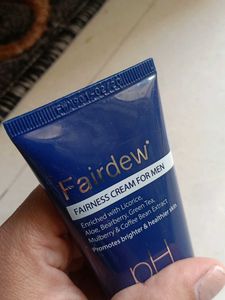 Fairdew
FAIRNESS CREAM FOR MEN
Enriched with Licorice,
Aloe, Bearberry, Green Tea,
Mulberry & Coffee Bean Extract
Promotes brighter & healthier skin
pH